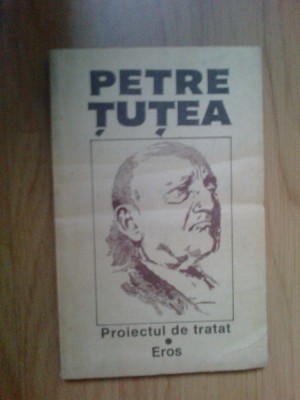 PETRE
ȚUȚEA
Proiectul de tratat
Eros